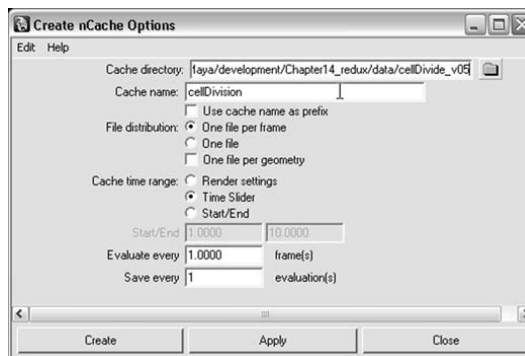 Create nCache Options
Edit Help
Cache directory: faya/development/Chapter14_redux/data/cellDivide_v05
Cache name: cellDivision
Use cache name as prefix
File distribution: One file per frame
One file
One file per geometry
Cache time range: Render settings
Time Slider
Start/End
Start/End 1.0000 10.0000
Evaluate every 1.0000 frame(s)
Save every 1 evaluation(s)
Create Apply Close